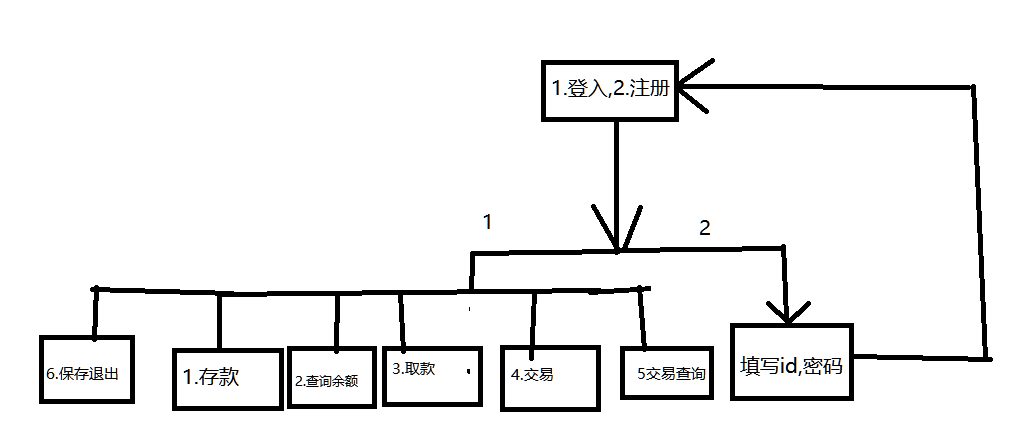 1.登入,2.注册
1
2
6.保存退出
1.存款
2.查询余额
3.取款
4.交易
5交易查询
填写id,密码